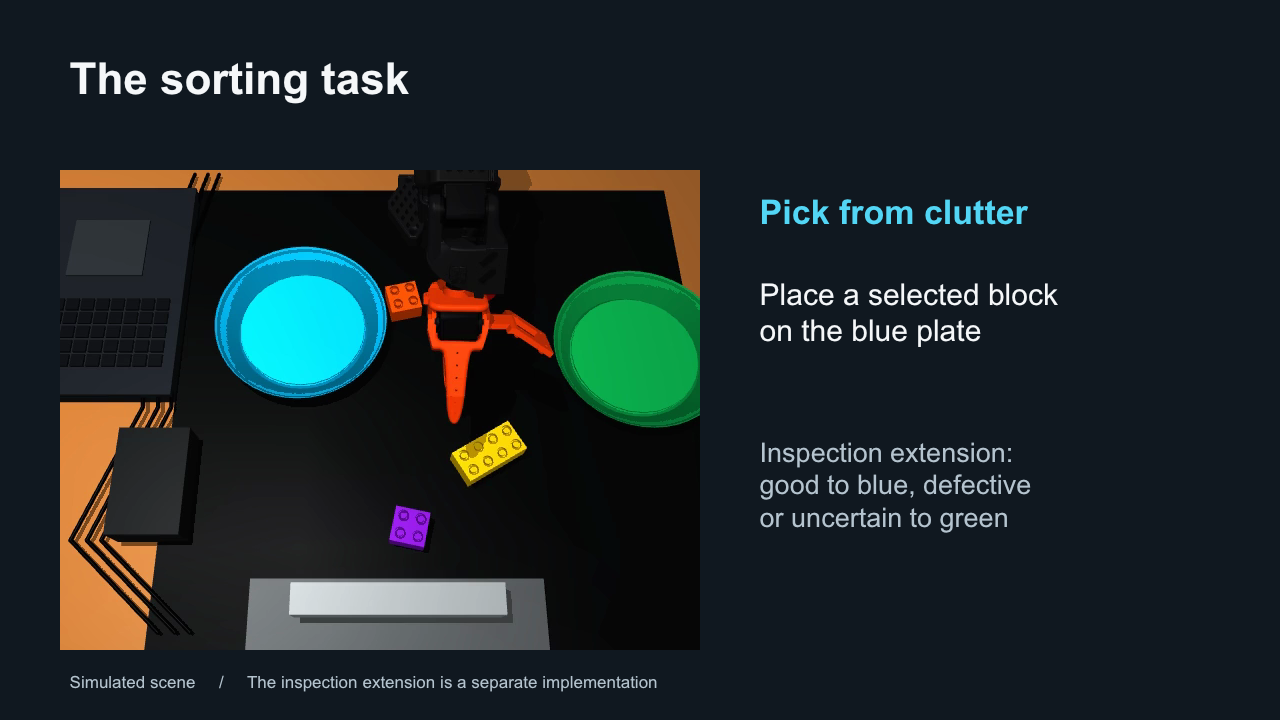 The sorting task
Pick from clutter
Place a selected block
on the blue plate
Inspection extension:
good to blue, defective
or uncertain to green
Simulated scene / The inspection extension is a separate implementation